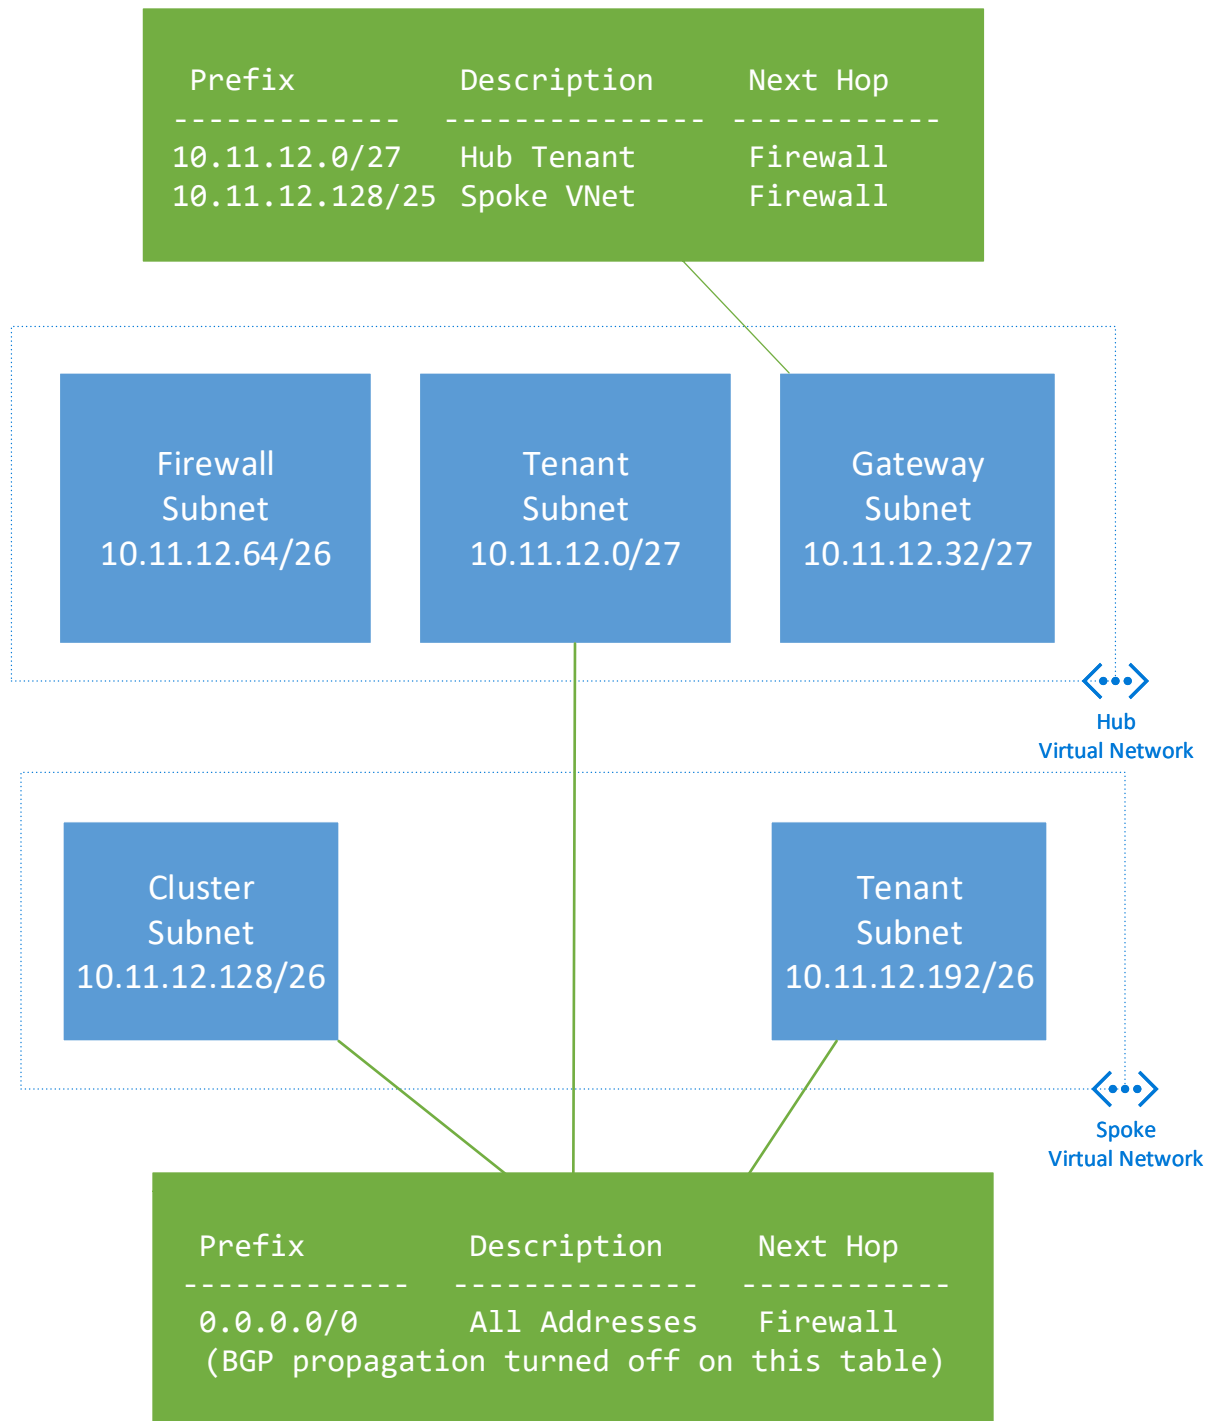 Prefix Description Next Hop
------------- --------------- ------------
10.11.12.0/27 Hub Tenant Firewall
10.11.12.128/25 Spoke VNet Firewall
Firewall
Subnet
10.11.12.64/26
Tenant
Subnet
10.11.12.0/27
Gateway
Subnet
10.11.12.32/27
Hub
Virtual Network
Cluster
Subnet
10.11.12.128/26
Tenant
Subnet
10.11.12.192/26
Spoke
Virtual Network
Prefix Description Next Hop
------------- -------------- ------------
0.0.0.0/0 All Addresses Firewall
(BGP propagation turned off on this table)